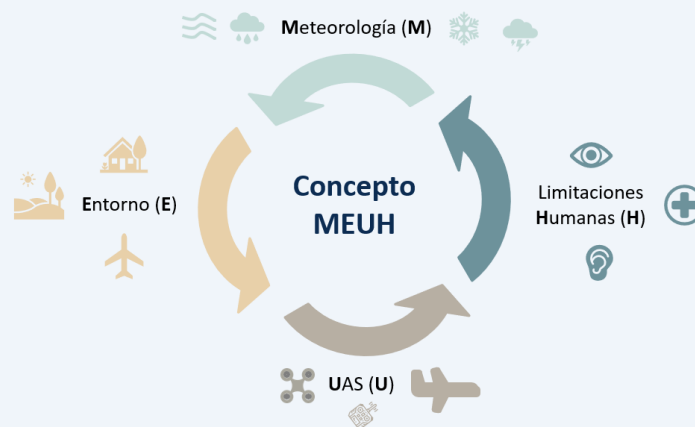 Meteorología (M)
Concepto
MEUH
Entorno (E)
Limitaciones
Humanas (H)
UAS (U)